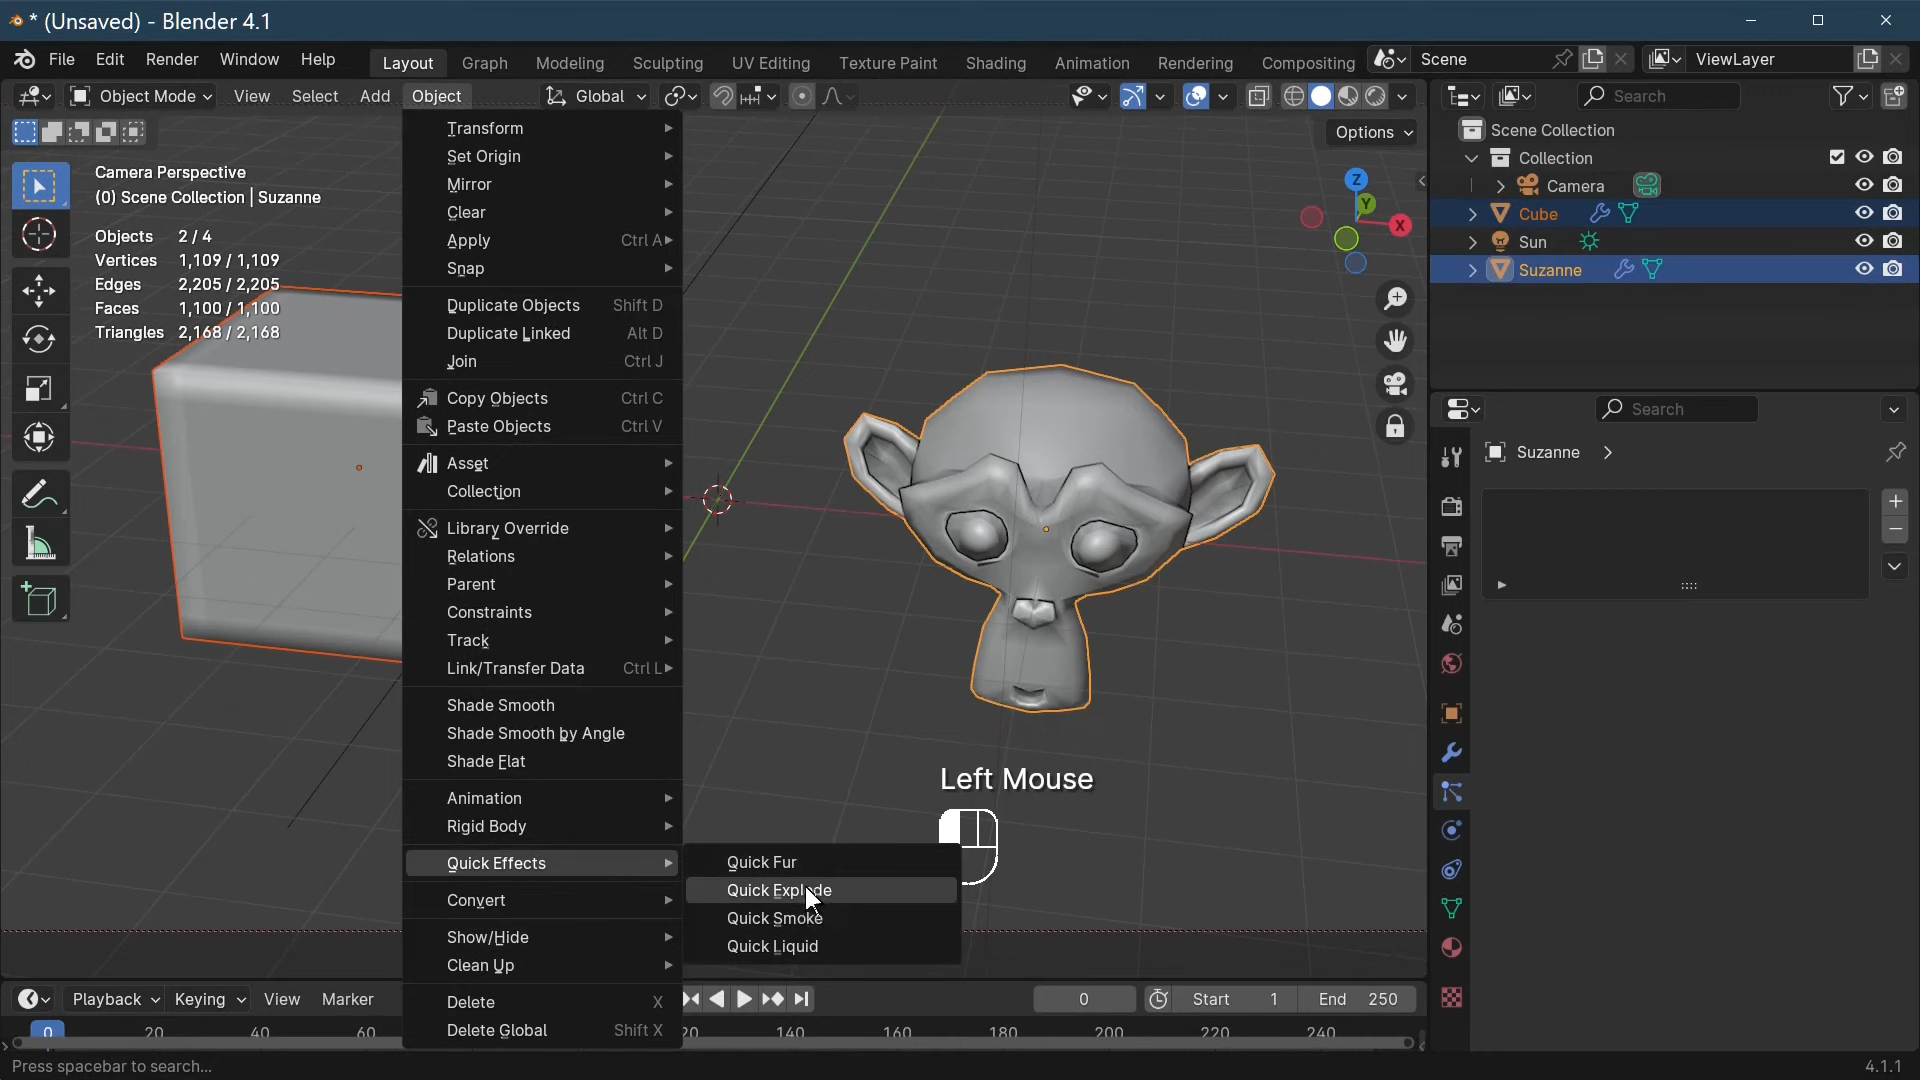 * (Unsaved) - Blender 4.1
File Edit Render Window Help Layout Graph Modeling Sculpting UV Editing Texture Paint Shading Animation Rendering Compositing Scene ViewLayer
Object Mode View Select Add Object Global Search
Options
Camera Perspective
(0) Scene Collection | Suzanne
Objects 2 / 4
Vertices 1,109 / 1,109
Edges 2,205 / 2,205
Faces 1,100 / 1,100
Triangles 2,168 / 2,168
Transform
Set Origin
Mirror
Clear
Apply Ctrl A
Snap
Duplicate Objects Shift D
Duplicate Linked Alt D
Join Ctrl J
Copy Objects Ctrl C
Paste Objects Ctrl V
Asset
Collection
Library Override
Relations
Parent
Constraints
Track
Link/Transfer Data Ctrl L
Shade Smooth
Shade Smooth by Angle
Shade Flat
Animation
Rigid Body
Quick Effects
Convert
Show/Hide
Clean Up
Delete X
Delete Global Shift X
Quick Fur
Quick Explode
Quick Smoke
Quick Liquid
Z
Y
X
Left Mouse
Scene Collection
Collection
Camera
Cube
Sun
Suzanne
Search
Suzanne
Playback Keying View Marker 0 Start 1 End 250
0 20 40 60 20 140 160 180 200 220 240
Press spacebar to search... 4.1.1